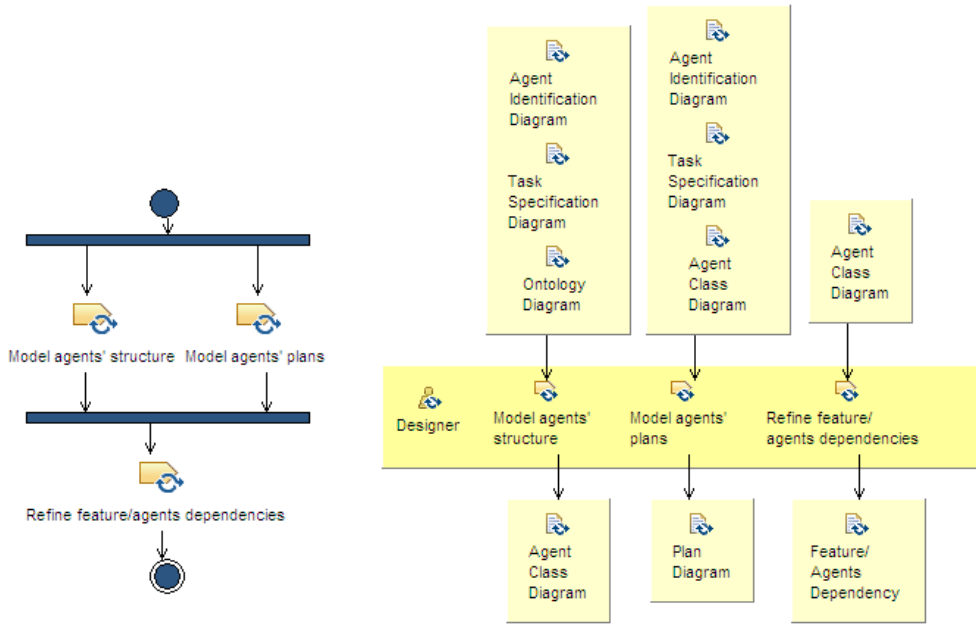 Model agents' structure
Model agents' plans
Refine feature/agents dependencies
Agent
Identification
Diagram
Task
Specification
Diagram
Ontology
Diagram
Agent
Identification
Diagram
Task
Specification
Diagram
Agent
Class
Diagram
Agent
Class
Diagram
Designer
Model agents'
structure
Model agents'
plans
Refine feature/
agents dependencies
Agent
Class
Diagram
Plan
Diagram
Feature/
Agents
Dependency